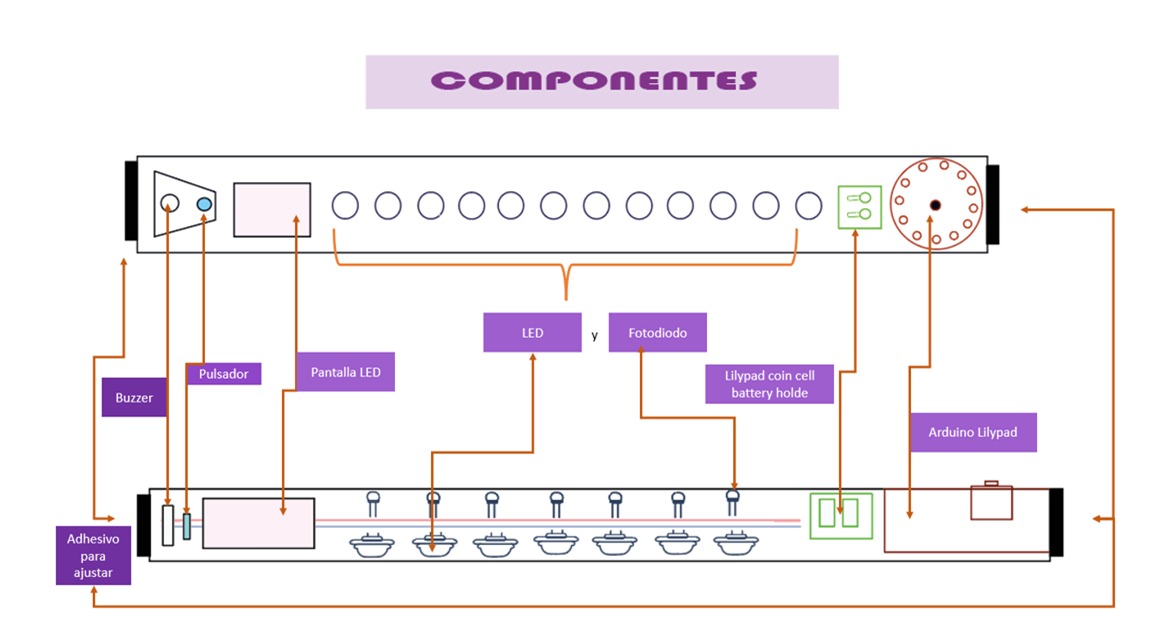 COMPONENTES
LED
y
Fotodiodo
Pulsador
Pantalla LED
Buzzer
Lilypad coin cell
battery holde
Arduino Lilypad
Adhesivo
para
ajustar